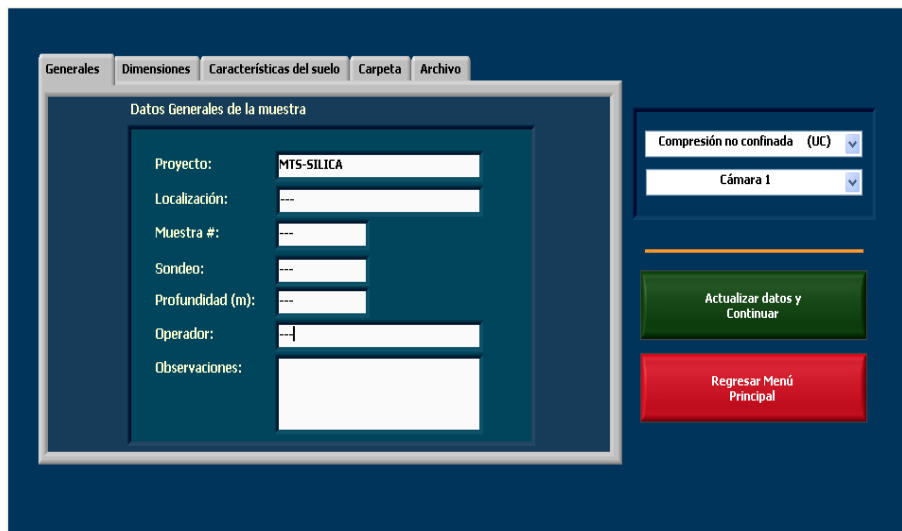 Generales Dimensiones Características del suelo Carpeta Archivo
Datos Generales de la muestra
Proyecto: MTS-SILICA
Localización: ---
Muestra #: ---
Sondeo: ---
Profundidad (m): ---
Operador: ---
Observaciones:
Compresión no confinada (UC)
Cámara 1
Actualizar datos y
Continuar
Regresar Menú
Principal